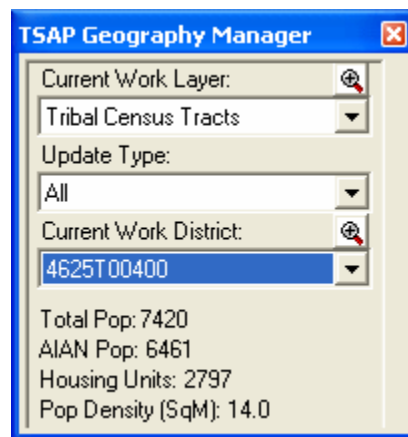 TSAP Geography Manager
Current Work Layer:
Tribal Census Tracts
Update Type:
All
Current Work District:
4625T00400
Total Pop: 7420
AIAN Pop: 6461
Housing Units: 2797
Pop Density (SqM): 14.0